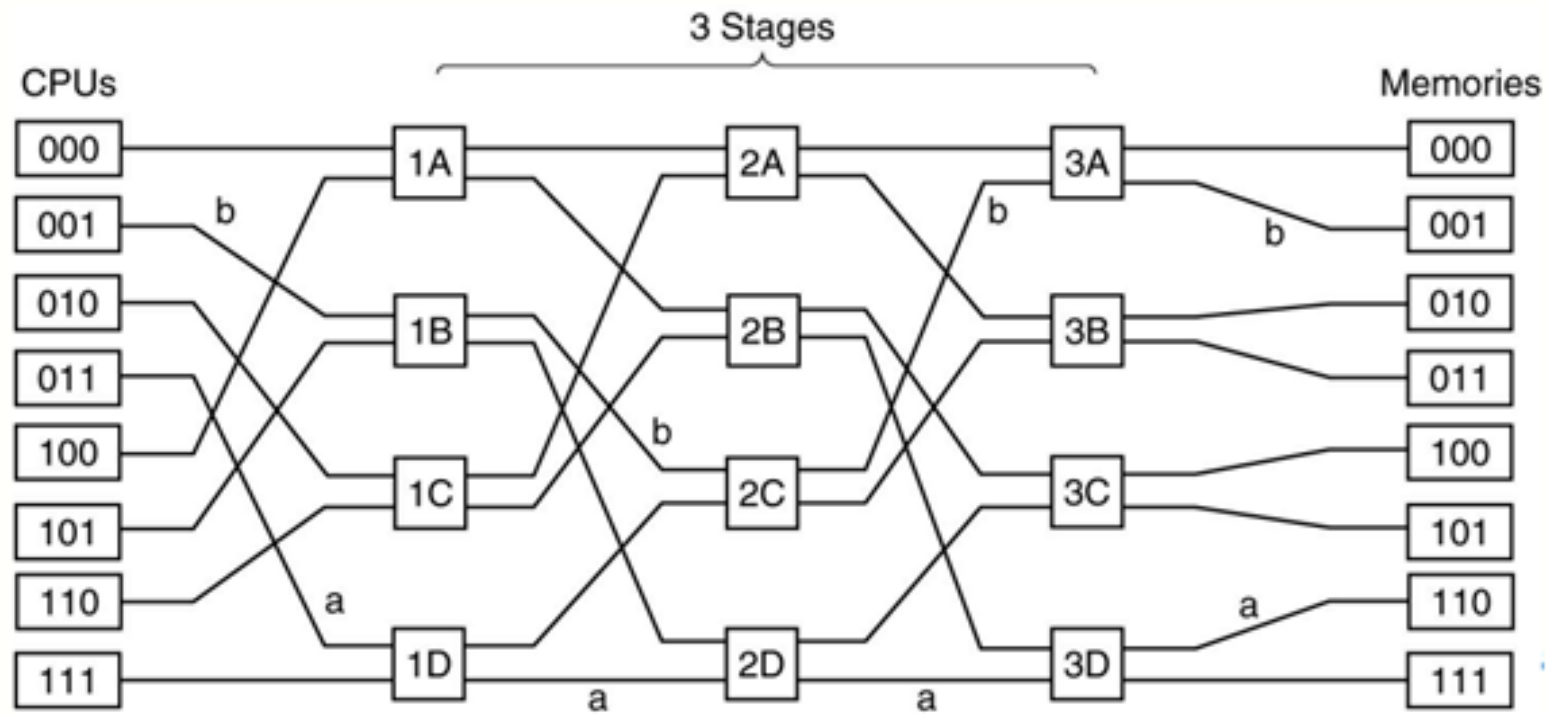 3 Stages
CPUs
Memories
000 1A 2A 3A 000
001 b b b 001
010 1B 2B 3B 010
011 011
b
100 1C 2C 3C 100
101 101
110 a a 110
111 1D 2D 3D 111
a a